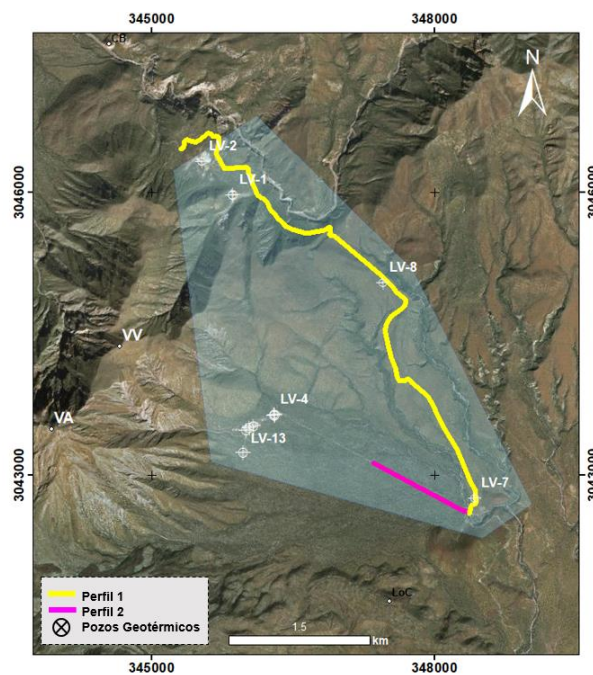 345000 348000
CB
N
LV-2
3046000 LV-1 3046000
LV-8
VV
LV-4
VA
LV-13
3043000 LV-7 3043000
LoC
Perfil 1
Perfil 2
Pozos Geotérmicos
1.5
km
345000 348000